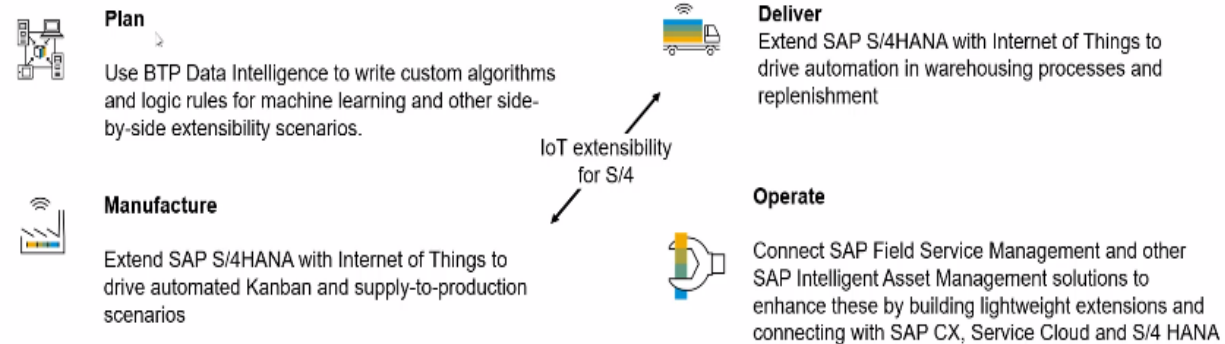 Plan
Use BTP Data Intelligence to write custom algorithms
and logic rules for machine learning and other side-
by-side extensibility scenarios.
Deliver
Extend SAP S/4HANA with Internet of Things to
drive automation in warehousing processes and
replenishment
IoT extensibility
for S/4
Manufacture
Extend SAP S/4HANA with Internet of Things to
drive automated Kanban and supply-to-production
scenarios
Operate
Connect SAP Field Service Management and other
SAP Intelligent Asset Management solutions to
enhance these by building lightweight extensions and
connecting with SAP CX, Service Cloud and S/4 HANA